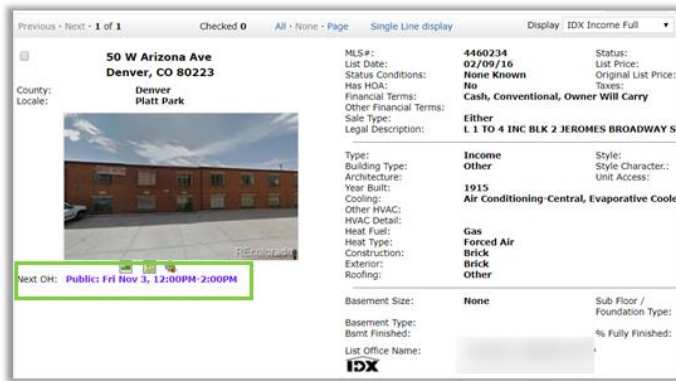 Previous · Next · 1 of 1 Checked 0 All · None · Page Single Line display Display IDX Income Full
50 W Arizona Ave
Denver, CO 80223
County: Denver
Locale: Platt Park
REcolorado
Next OH: Public: Fri Nov 3, 12:00PM-2:00PM
MLS#: 4460234 Status:
List Date: 02/09/16 List Price:
Status Conditions: None Known Original List Price:
Has HOA: No Taxes:
Financial Terms: Cash, Conventional, Owner Will Carry
Other Financial Terms:
Sale Type: Either
Legal Description: L 1 TO 4 INC BLK 2 JEROMES BROADWAY S
Type: Income Style:
Building Type: Other Style Character.:
Architecture: Unit Access:
Year Built: 1915
Cooling: Air Conditioning-Central, Evaporative Coole
Other HVAC:
HVAC Detail:
Heat Fuel: Gas
Heat Type: Forced Air
Construction: Brick
Exterior: Brick
Roofing: Other
Basement Size: None Sub Floor /
Foundation Type:
Basement Type:
Bsmt Finished: % Fully Finished:
List Office Name:
IDX